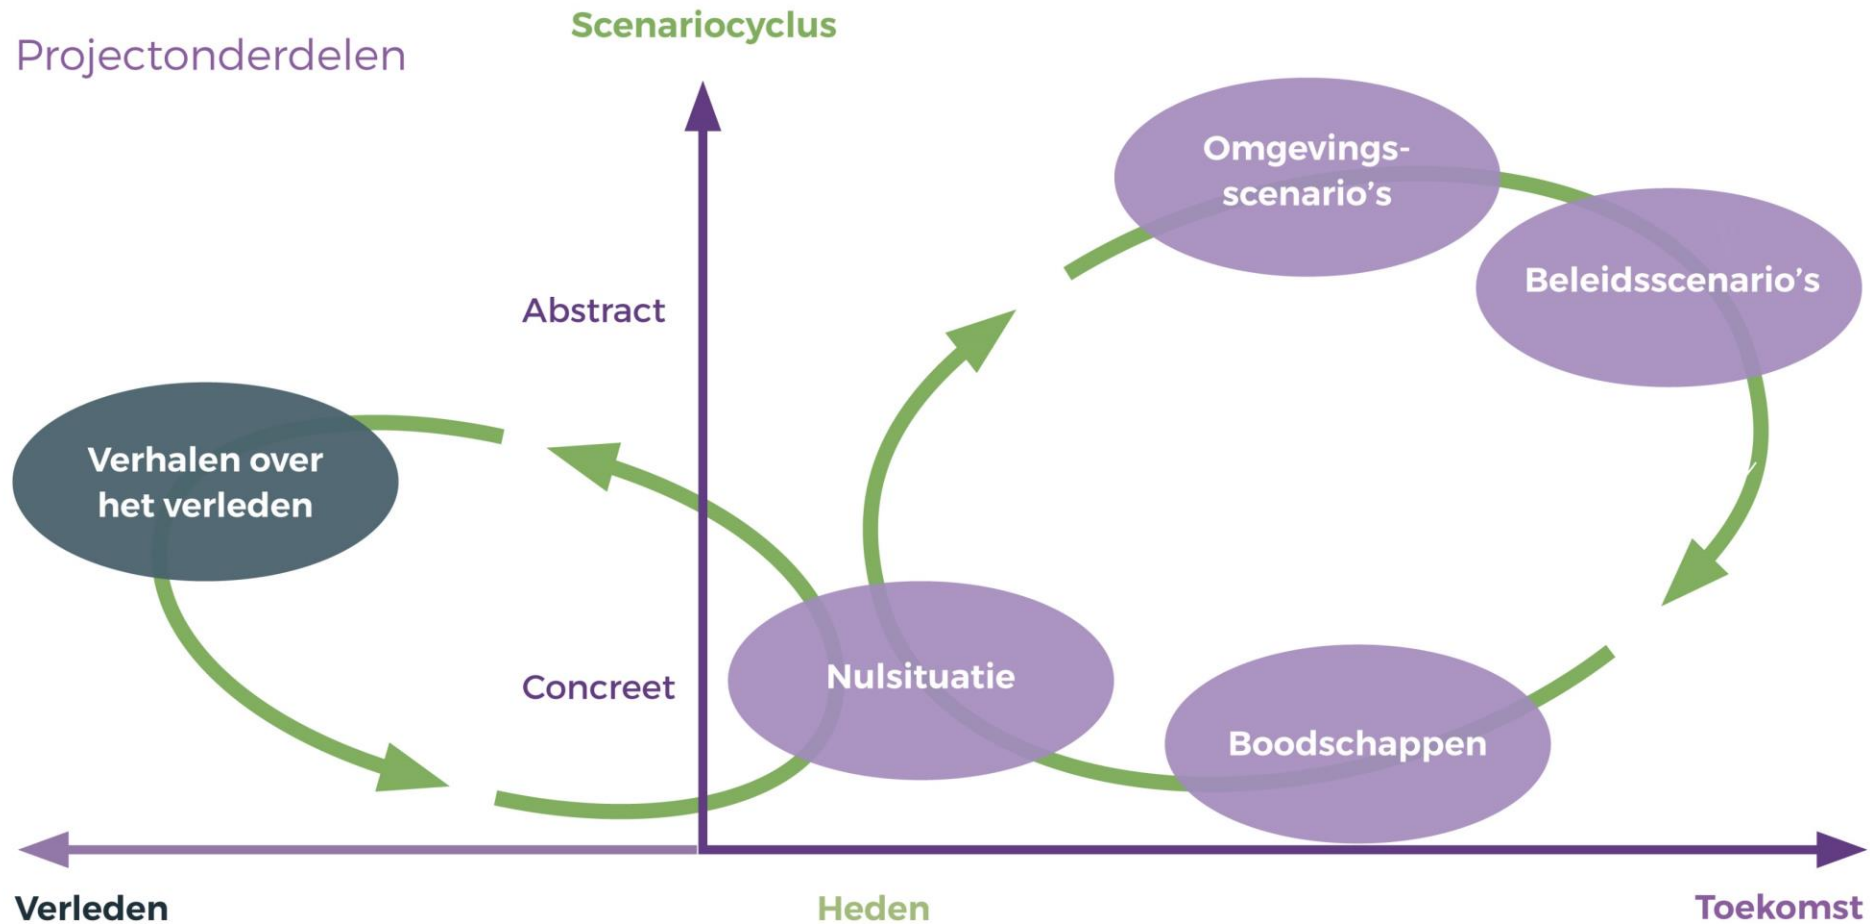 Scenariocyclus
Projectonderdelen
Omgevings-
scenario's
Beleidsscenario's
Abstract
Verhalen over
het verleden
Concreet
Nulsituatie
Boodschappen
Verleden
Heden
Toekomst